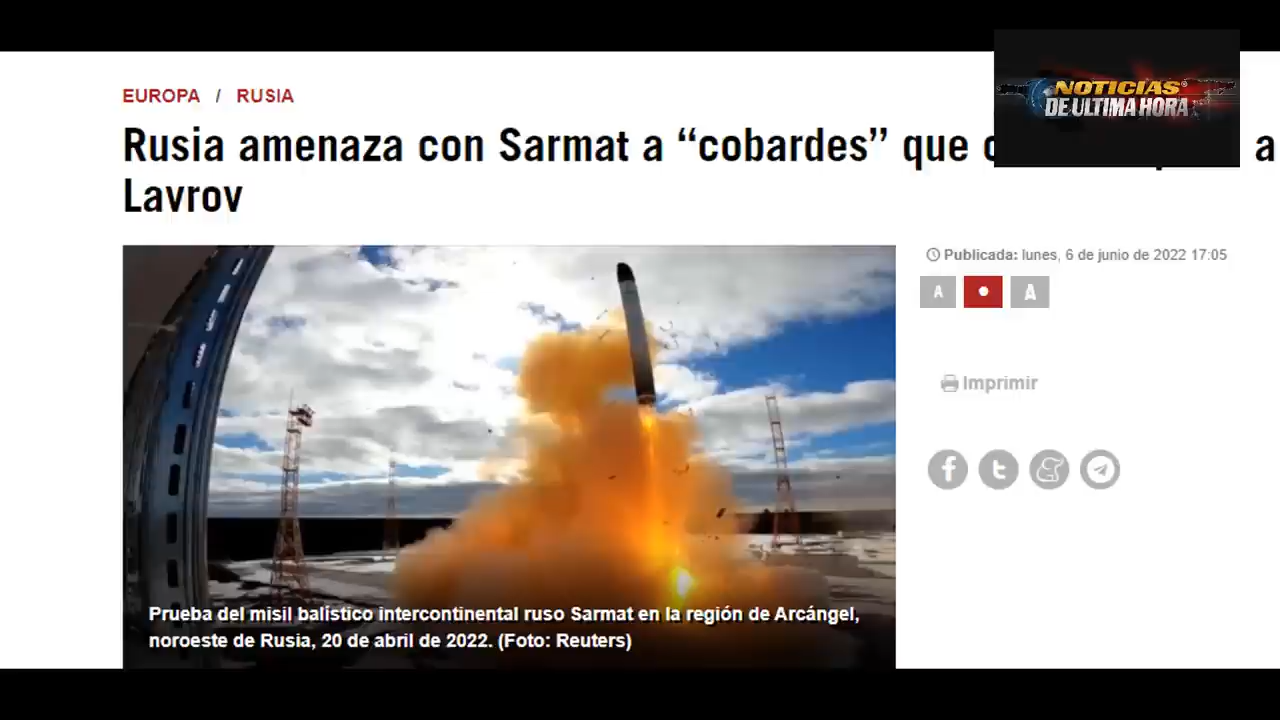 EUROPA / RUSIA
Rusia amenaza con Sarmat a “cobardes” que a
Lavrov
NOTICIAS
DE ULTIMA HORA
Publicada: lunes, 6 de junio de 2022 17:05
A A
Imprimir
Prueba del misil balístico intercontinental ruso Sarmat en la región de Arcángel,
noroeste de Rusia, 20 de abril de 2022. (Foto: Reuters)